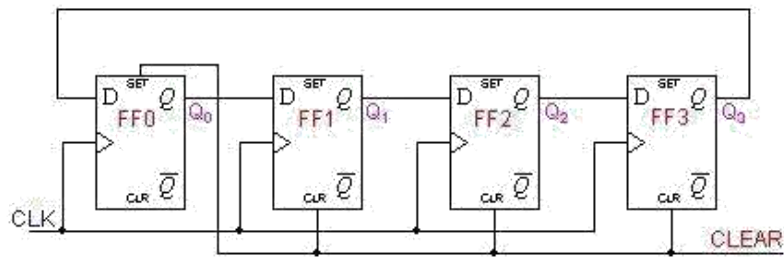 SET
D Q
FF0
Q0
CLR Q̅
SET
D Q
FF1
Q1
CLR Q̅
SET
D Q
FF2
Q2
CLR Q̅
SET
D Q
FF3
Q3
CLR Q̅
CLK
CLEAR